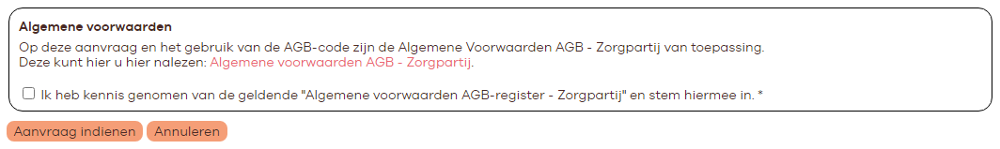 Algemene voorwaarden
Op deze aanvraag en het gebruik van de AGB-code zijn de Algemene Voorwaarden AGB - Zorgpartij van toepassing.
Deze kunt hier u hier nalezen: Algemene voorwaarden AGB - Zorgpartij.
Ik heb kennis genomen van de geldende "Algemene voorwaarden AGB-register - Zorgpartij" en stem hiermee in. *
Aanvraag indienen Annuleren